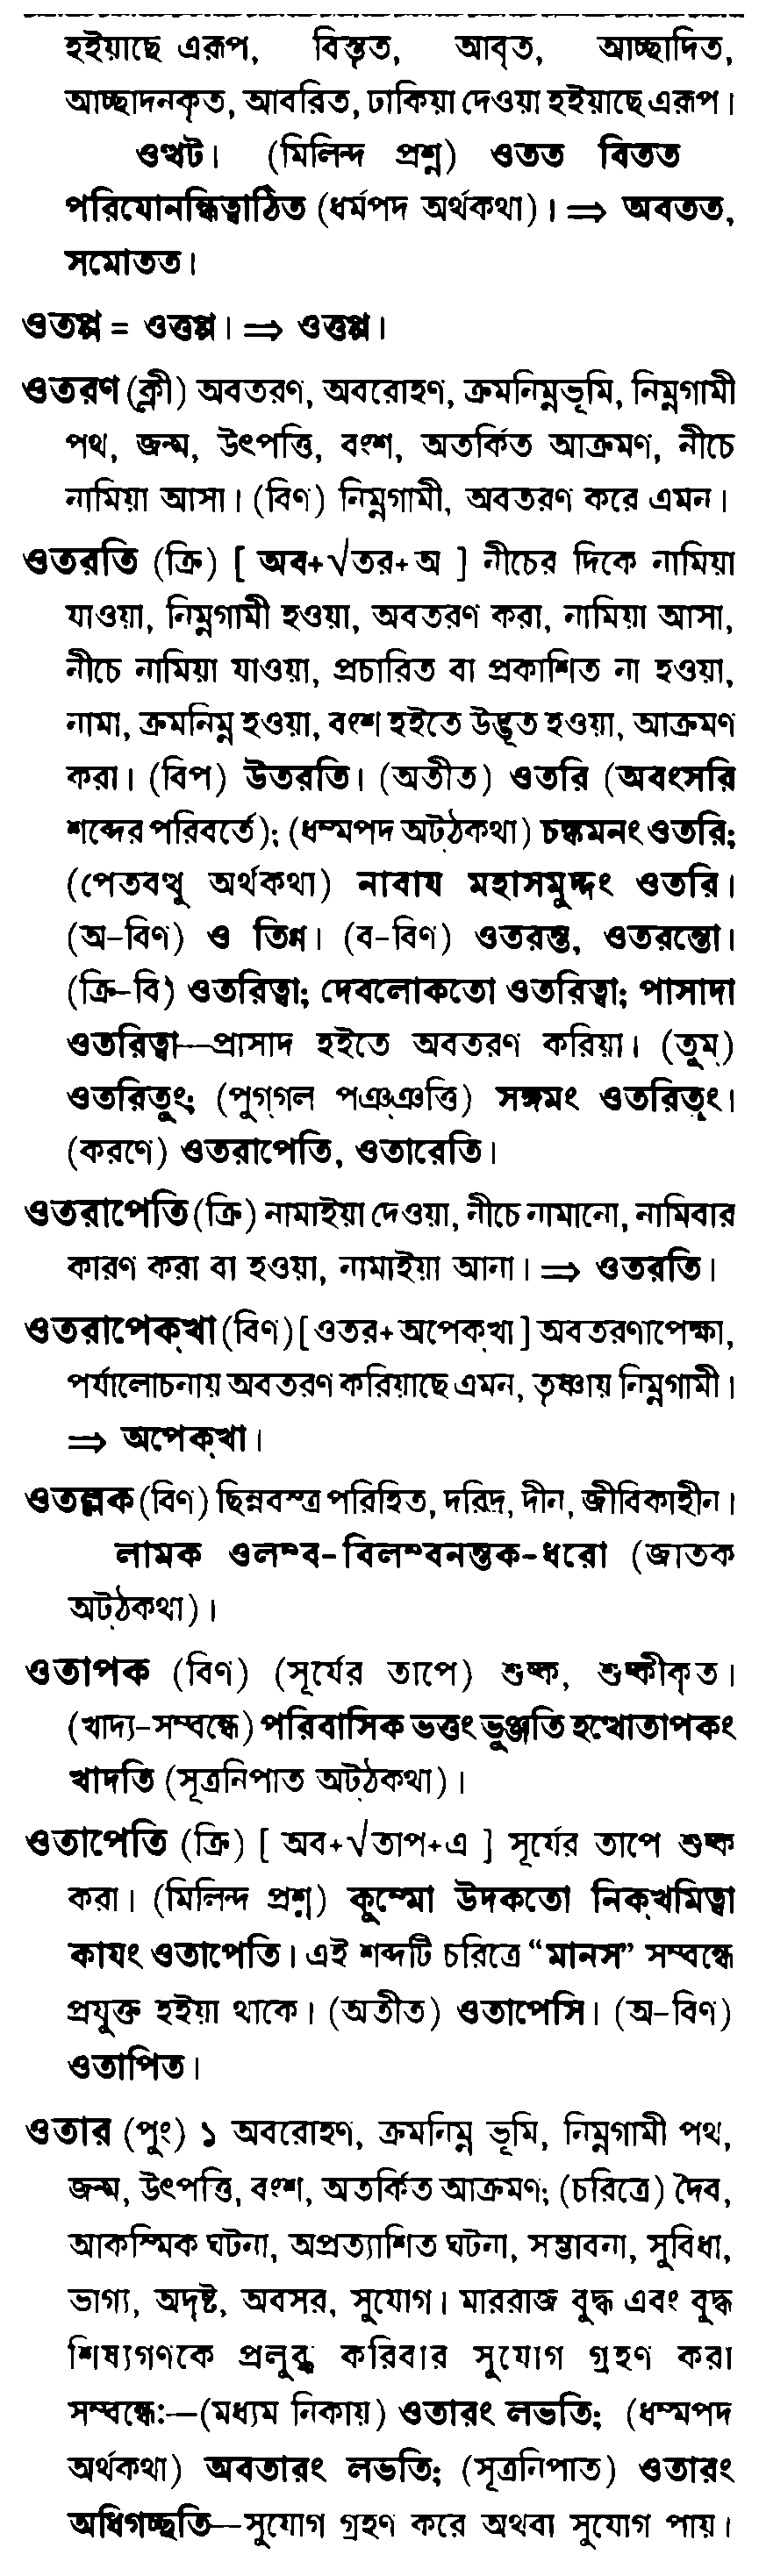 হইয়াছে এরূপ, বিস্তৃত, আবৃত, আচ্ছাদিত,
আচ্ছাদনকৃত, আবরিত, ঢাকিয়া দেওয়া হইয়াছে এরূপ।
ওত্থট। (মিলিন্দ প্রশ্ন) ওতত বিতত
পরিযোনন্ধিত্বাঠিত (ধর্মপদ অর্থকথা)। ⇒ অবতত,
সমোতত।
ওতপ্প = ওত্তপ্প। ⇒ ওত্তপ্প।
ওতরণ (ক্লী) অবতরণ, অবরোহণ, ক্রমনিম্নভূমি, নিম্নগামী
পথ, জন্ম, উৎপত্তি, বংশ, অতর্কিত আক্রমণ, নীচে
নামিয়া আসা। (বিণ) নিম্নগামী, অবতরণ করে এমন।
ওতরতি (ক্রি) [ অব+√তর+অ ] নীচের দিকে নামিয়া
যাওয়া, নিম্নগামী হওয়া, অবতরণ করা, নামিয়া আসা,
নীচে নামিয়া যাওয়া, প্রচারিত বা প্রকাশিত না হওয়া,
নামা, ক্রমনিম্ন হওয়া, বংশ হইতে উদ্ভূত হওয়া, আক্রমণ
করা। (বিপ) উতরতি। (অতীত) ওতরি (অবংসরি
শব্দের পরিবর্তে); (ধম্মপদ অট্‌ঠকথা) চঙ্কমনং ওতরি;
(পেতবত্থু অর্থকথা) নাবায মহাসমুদ্দং ওতরি।
(অ-বিণ) ও তিণ্ন। (ব-বিণ) ওতরন্ত, ওতরন্তো।
(ক্রি-বি) ওতরিত্বা; দেবলোকতো ওতরিত্বা; পাসাদা
ওতরিত্বা—প্রাসাদ হইতে অবতরণ করিয়া। (তুম্)
ওতরিতুং; (পুগ্‌গল পঞ্‌ঞত্তি) সঙ্গমং ওতরিতুং।
(করণে) ওতরাপেতি, ওতারেতি।
ওতরাপেতি (ক্রি) নামাইয়া দেওয়া, নীচে নামানো, নামিবার
কারণ করা বা হওয়া, নামাইয়া আনা। ⇒ ওতরতি।
ওতরাপেক্‌খা (বিণ) [ ওতর+অপেক্‌খা ] অবতরণাপেক্ষা,
পর্যালোচনায় অবতরণ করিয়াছে এমন, তৃষ্ণায় নিম্নগামী।
⇒ অপেক্‌খা।
ওতল্লক (বিণ) ছিন্নবস্ত্র পরিহিত, দরিদ্র, দীন, জীবিকাহীন।
লামক ওলম্ব-বিলম্বনন্তক-ধরো (জাতক
অট্‌ঠকথা)।
ওতাপক (বিণ) (সূর্যের তাপে) শুষ্ক, শুষ্কীকৃত।
(খাদ্য-সম্বন্ধে) পরিবাসিক ভত্তং ভুঞ্জতি হত্থোতাপকং
খাদতি (সূত্রনিপাত অট্‌ঠকথা)।
ওতাপেতি (ক্রি) [ অব+√তাপ+এ ] সূর্যের তাপে শুষ্ক
করা। (মিলিন্দ প্রশ্ন) কুম্মো উদকতো নিক্‌খমিত্বা
কাযং ওতাপেতি। এই শব্দটি চরিত্রে “মানস” সম্বন্ধে
প্রযুক্ত হইয়া থাকে। (অতীত) ওতাপেসি। (অ-বিণ)
ওতাপিত।
ওতার (পুং) ১ অবরোহণ, ক্রমনিম্ন ভূমি, নিম্নগামী পথ,
জন্ম, উৎপত্তি, বংশ, অতর্কিত আক্রমণ; (চরিত্রে) দৈব,
আকস্মিক ঘটনা, অপ্রত্যাশিত ঘটনা, সম্ভাবনা, সুবিধা,
ভাগ্য, অদৃষ্ট, অবসর, সুযোগ। মাররাজ বুদ্ধ এবং বুদ্ধ
শিষ্যগণকে প্রলুব্ধ করিবার সুযোগ গ্রহণ করা
সম্বন্ধে:—(মধ্যম নিকায়) ওতারং লভতি; (ধম্মপদ
অর্থকথা) অবতারং লভতি; (সূত্রনিপাত) ওতারং
অধিগচ্ছতি—সুযোগ গ্রহণ করে অথবা সুযোগ পায়।